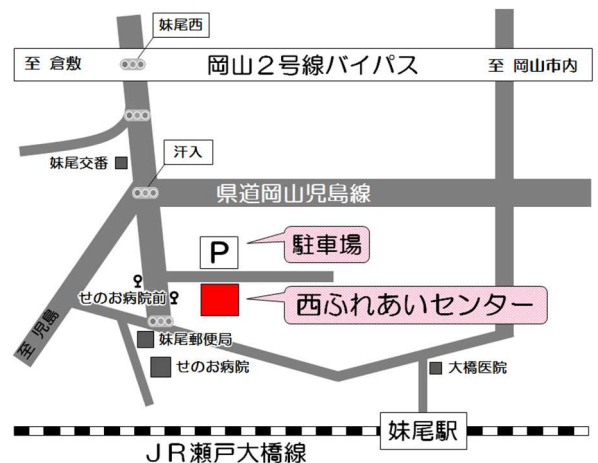 妹尾西
至 倉敷
岡山2号線バイパス
至 岡山市内
妹尾交番
汗入
県道岡山児島線
P
駐車場
せのお病院前
西ふれあいセンター
至 児島
妹尾郵便局
せのお病院
大橋医院
妹尾駅
JR瀬戸大橋線